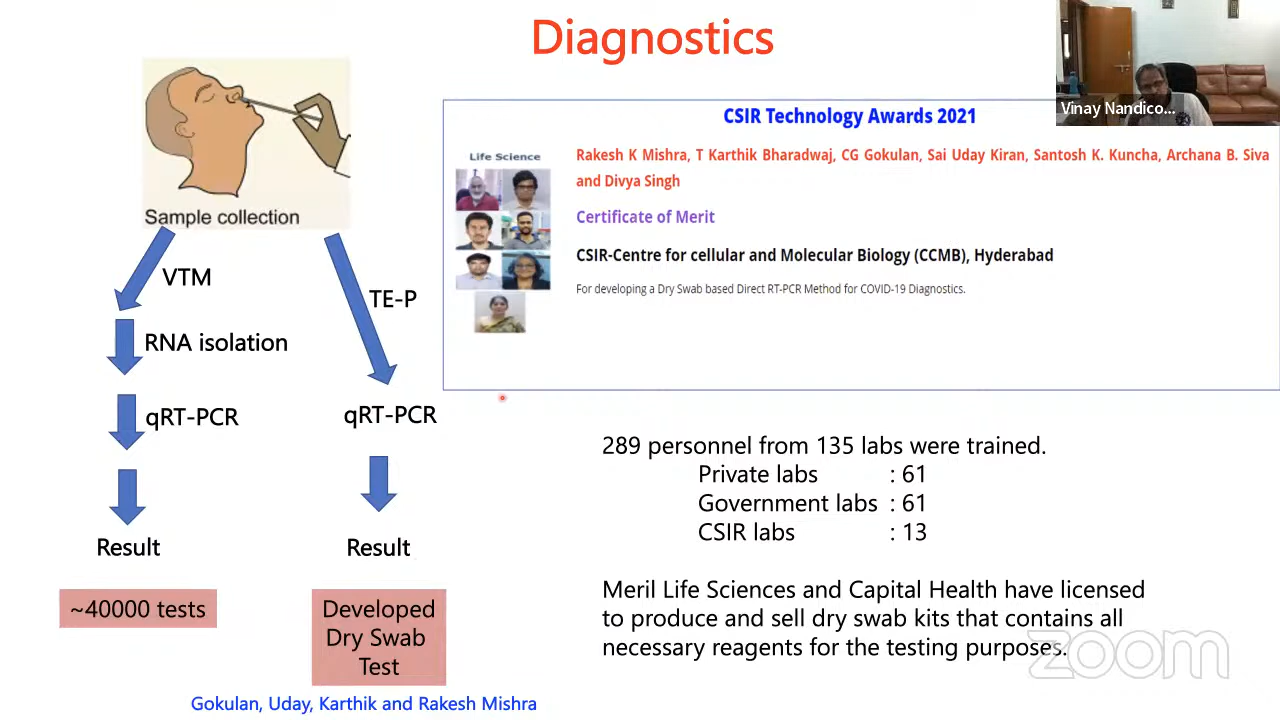 Diagnostics
Vinay Nandico...
Sample collection
VTM
TE-P
RNA isolation
qRT-PCR
qRT-PCR
Result
Result
~40000 tests
Developed
Dry Swab
Test
Gokulan, Uday, Karthik and Rakesh Mishra
CSIR Technology Awards 2021
Life Science
Rakesh K Mishra, T Karthik Bharadwaj, CG Gokulan, Sai Uday Kiran, Santosh K. Kuncha, Archana B. Siva
and Divya Singh
Certificate of Merit
CSIR-Centre for cellular and Molecular Biology (CCMB), Hyderabad
For developing a Dry Swab based Direct RT-PCR Method for COVID-19 Diagnostics.
289 personnel from 135 labs were trained.
Private labs : 61
Government labs : 61
CSIR labs : 13
Meril Life Sciences and Capital Health have licensed
to produce and sell dry swab kits that contains all
necessary reagents for the testing purposes.
zoom